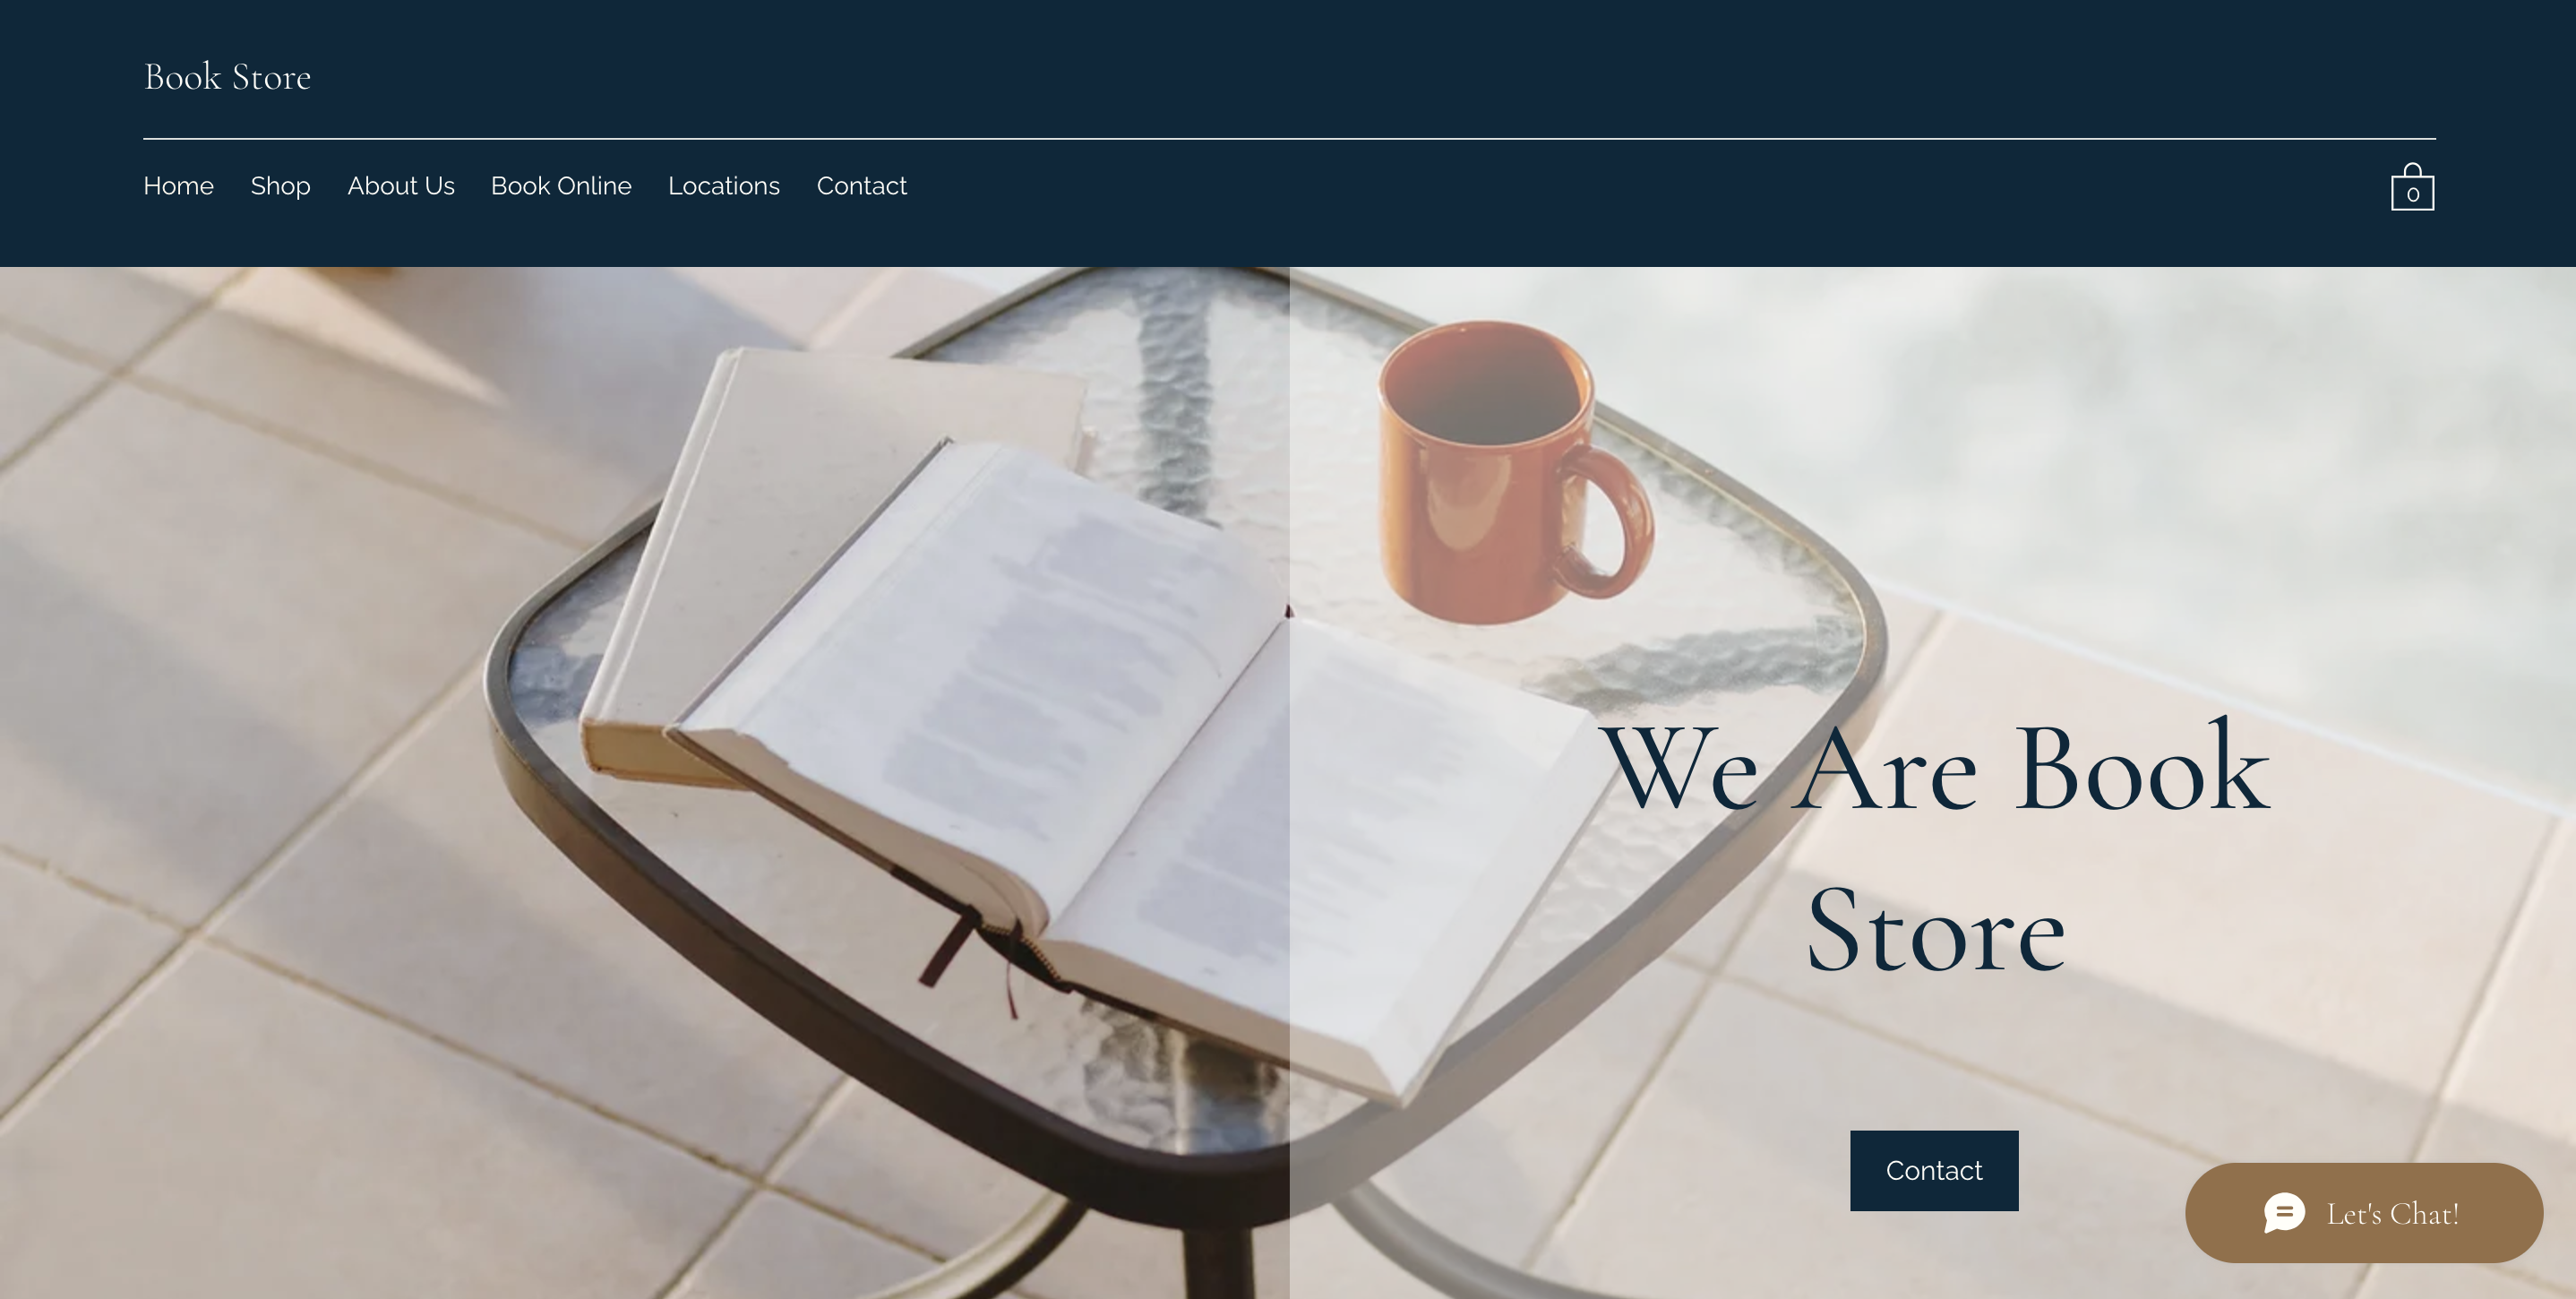 Book Store
Home Shop About Us Book Online Locations Contact
0
We Are Book
Store
Contact
Let's Chat!